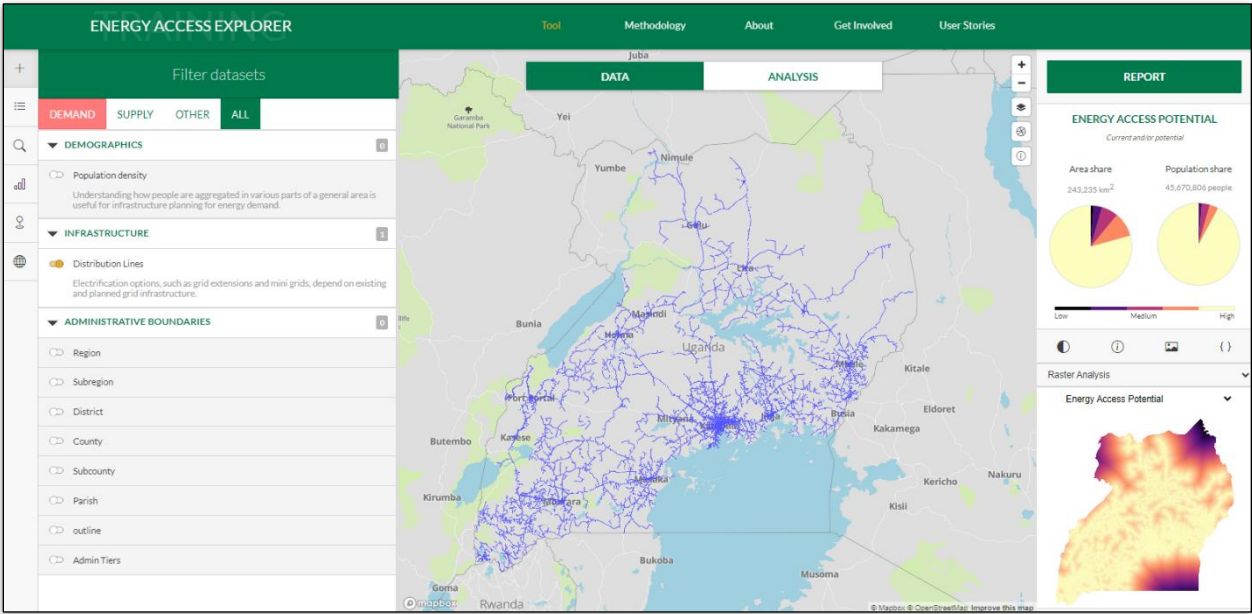 TRAINING
ENERGY ACCESS EXPLORER
Tool
Methodology
About
Get Involved
User Stories
Filter datasets
DEMAND
SUPPLY
OTHER
ALL
DEMOGRAPHICS
0
Population density
Understanding how people are aggregated in various parts of a general area is
useful for infrastructure planning for energy demand.
INFRASTRUCTURE
1
Distribution Lines
Electrification options, such as grid extensions and mini grids, depend on existing
and planned grid infrastructure.
ADMINISTRATIVE BOUNDARIES
0
Region
Subregion
District
County
Subcounty
Parish
outline
Admin Tiers
DATA
ANALYSIS
Juba
Garamba
National Park
Yei
Yumbe
Nimule
Gulu
Lira
Masindi
Hoima
Bunia
Uganda
Mbale
Kitale
Fort Portal
Mityana
Jinja
Busia
Eldoret
Kakamega
Butembo
Kasese
Masaka
Nakuru
Kericho
Kirumba
Mbarara
Kisii
Bukoba
Musoma
Goma
Rwanda
mapbox
© Mapbox © OpenStreetMap Improve this map
REPORT
ENERGY ACCESS POTENTIAL
Current and/or potential
Area share
Population share
243,235 km2
45,670,806 people
Low
Medium
High
Raster Analysis
Energy Access Potential